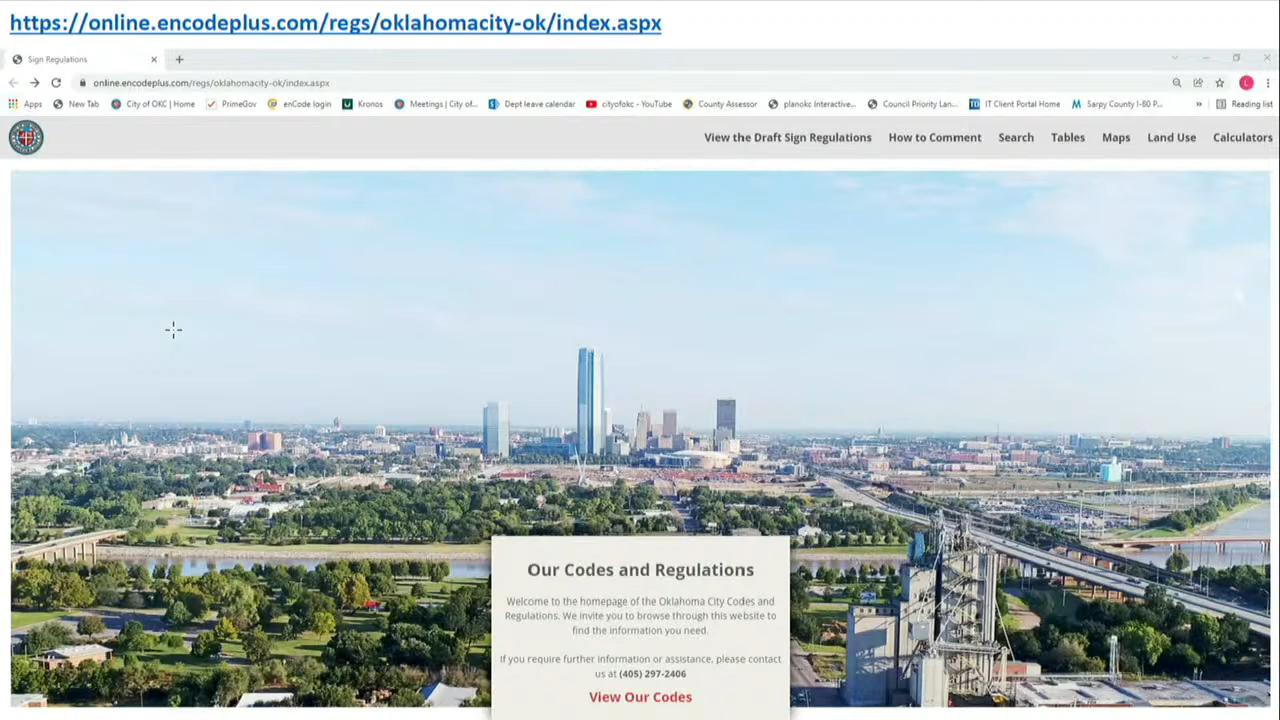 https://online.encodeplus.com/regs/oklahomacity-ok/index.aspx
Sign Regulations
online.encodeplus.com/regs/oklahomacity-ok/index.aspx
Apps New Tab City of OKC | Home PrimeGov enCode login Kronos Meetings | City of... Dept leave calendar cityofokc - YouTube County Assessor planokc Interactive... Council Priority Lan... IT Client Portal Home Sarpy County I-80 P... » Reading list
View the Draft Sign Regulations How to Comment Search Tables Maps Land Use Calculators
Our Codes and Regulations
Welcome to the homepage of the Oklahoma City Codes and
Regulations. We invite you to browse through this website to
find the information you need.
If you require further information or assistance, please contact
us at (405) 297-2406
View Our Codes